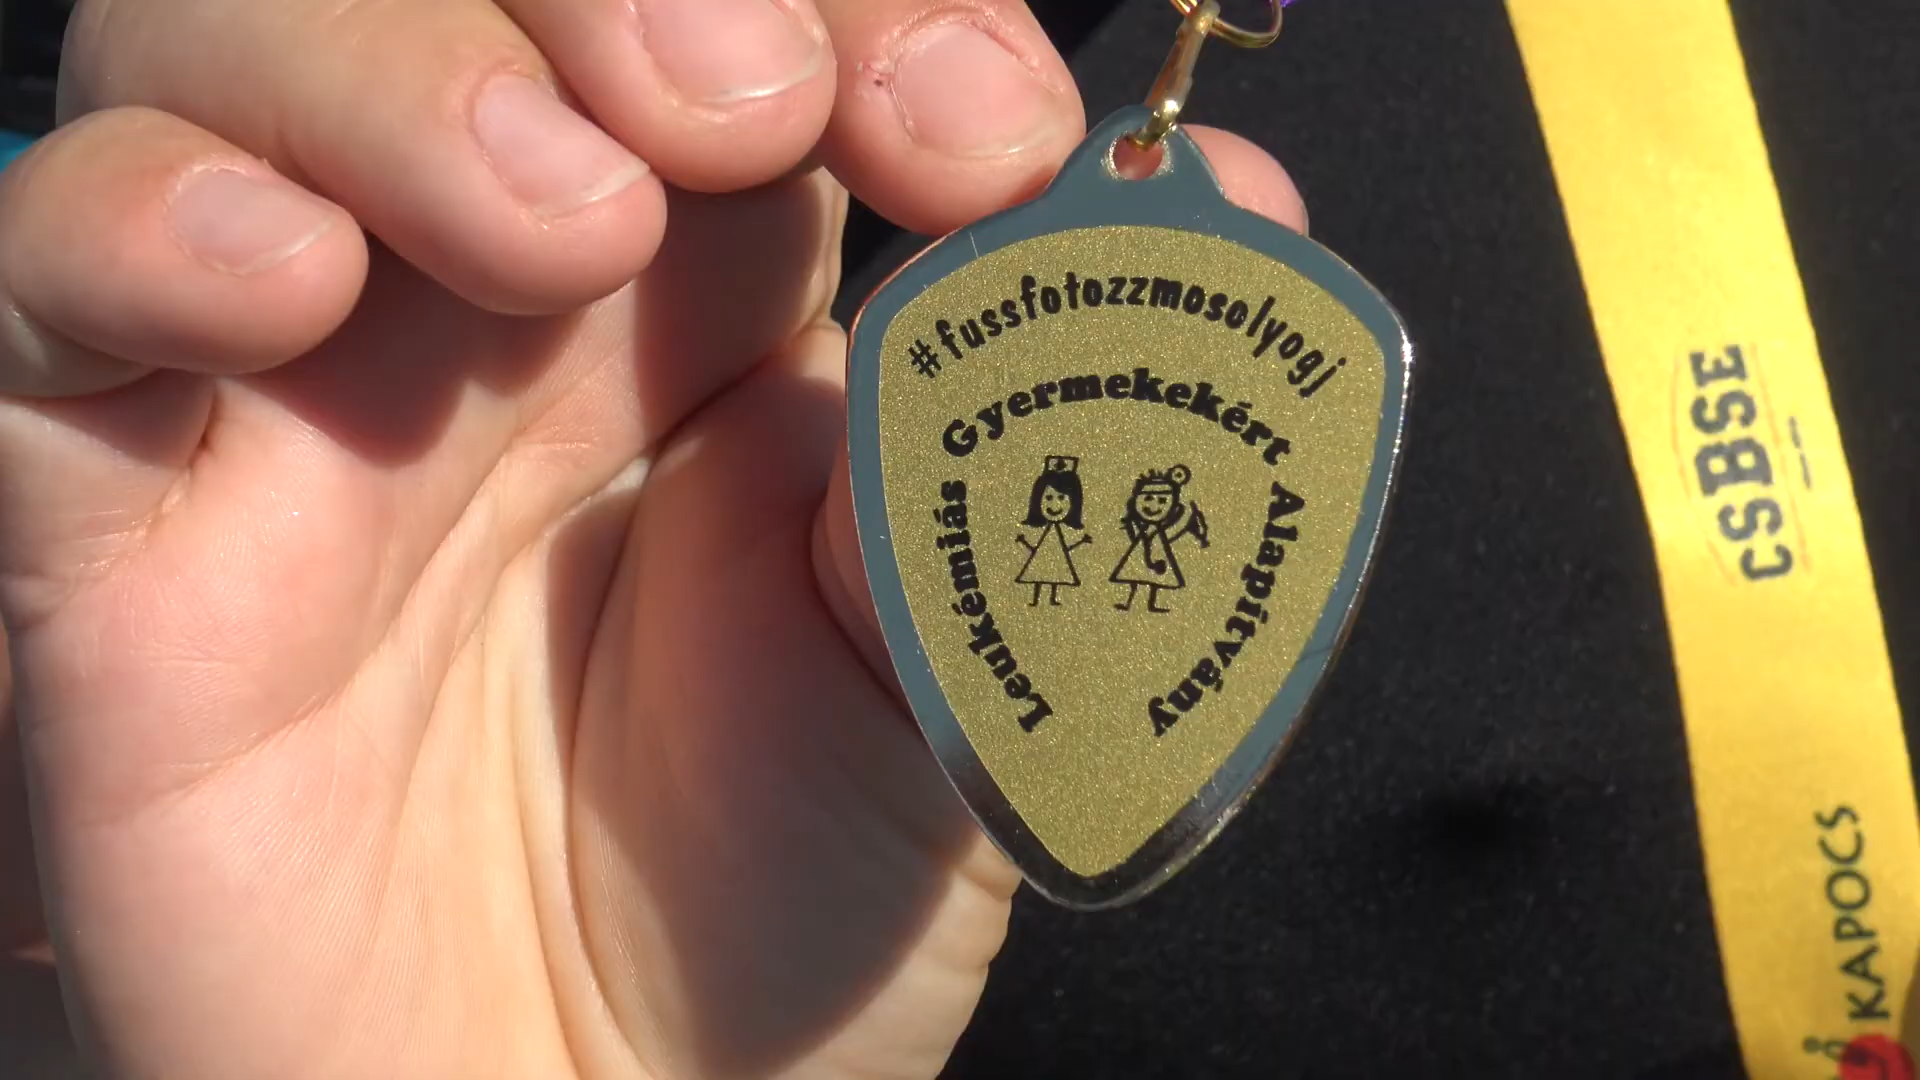 #fussfotozzmosolyogj
Leukémiás Gyermekekért Alapítvány
CSBSE
KAPOCS